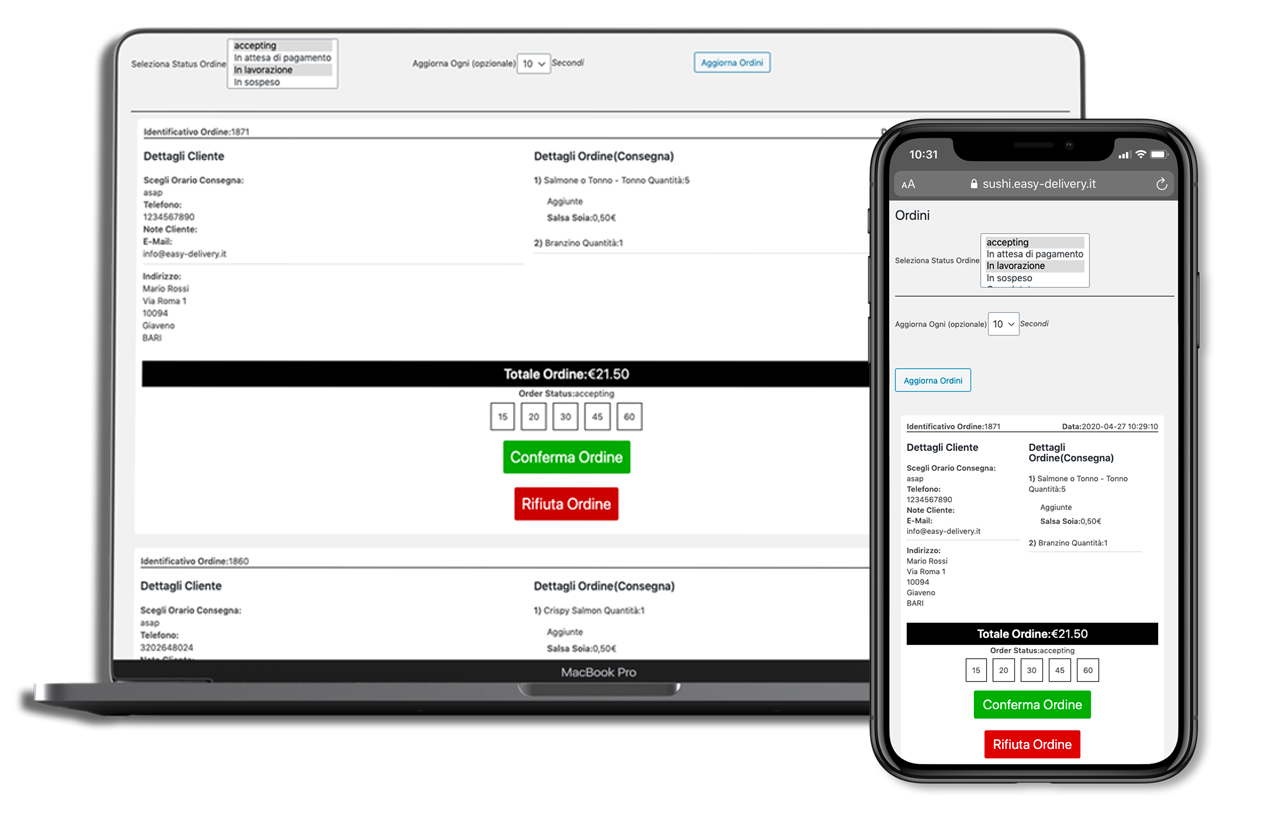 accepting
In attesa di pagamento
Seleziona Status Ordine
In lavorazione
In sospeso
Aggiorna Ogni (opzionale) 10 Secondi
Aggiorna Ordini
Identificativo Ordine:1871
Dettagli Cliente
Scegli Orario Consegna:
asap
Telefono:
1234567890
Note Cliente:
E-Mail:
info@easy-delivery.it
Indirizzo:
Mario Rossi
Via Roma 1
10094
Giaveno
BARI
Dettagli Ordine(Consegna)
1) Salmone o Tonno - Tonno Quantità:5
Aggiunte
Salsa Soia:0,50€
2) Branzino Quantità:1
Totale Ordine:€21.50
Order Status:accepting
15 20 30 45 60
Conferma Ordine
Rifiuta Ordine
Identificativo Ordine:1860
Dettagli Cliente
Scegli Orario Consegna:
asap
Telefono:
3202648024
Note Cliente:
Dettagli Ordine(Consegna)
1) Crispy Salmon Quantità:1
Aggiunte
Salsa Soia:0,50€
MacBook Pro
10:31
AA sushi.easy-delivery.it
Ordini
accepting
In attesa di pagamento
Seleziona Status Ordine
In lavorazione
In sospeso
Aggiorna Ogni (opzionale) 10 Secondi
Aggiorna Ordini
Identificativo Ordine:1871 Data:2020-04-27 10:29:10
Dettagli Cliente
Scegli Orario Consegna:
asap
Telefono:
1234567890
Note Cliente:
E-Mail:
info@easy-delivery.it
Indirizzo:
Mario Rossi
Via Roma 1
10094
Giaveno
BARI
Dettagli
Ordine(Consegna)
1) Salmone o Tonno - Tonno
Quantità:5
Aggiunte
Salsa Soia:0,50€
2) Branzino Quantità:1
Totale Ordine:€21.50
Order Status:accepting
15 20 30 45 60
Conferma Ordine
Rifiuta Ordine